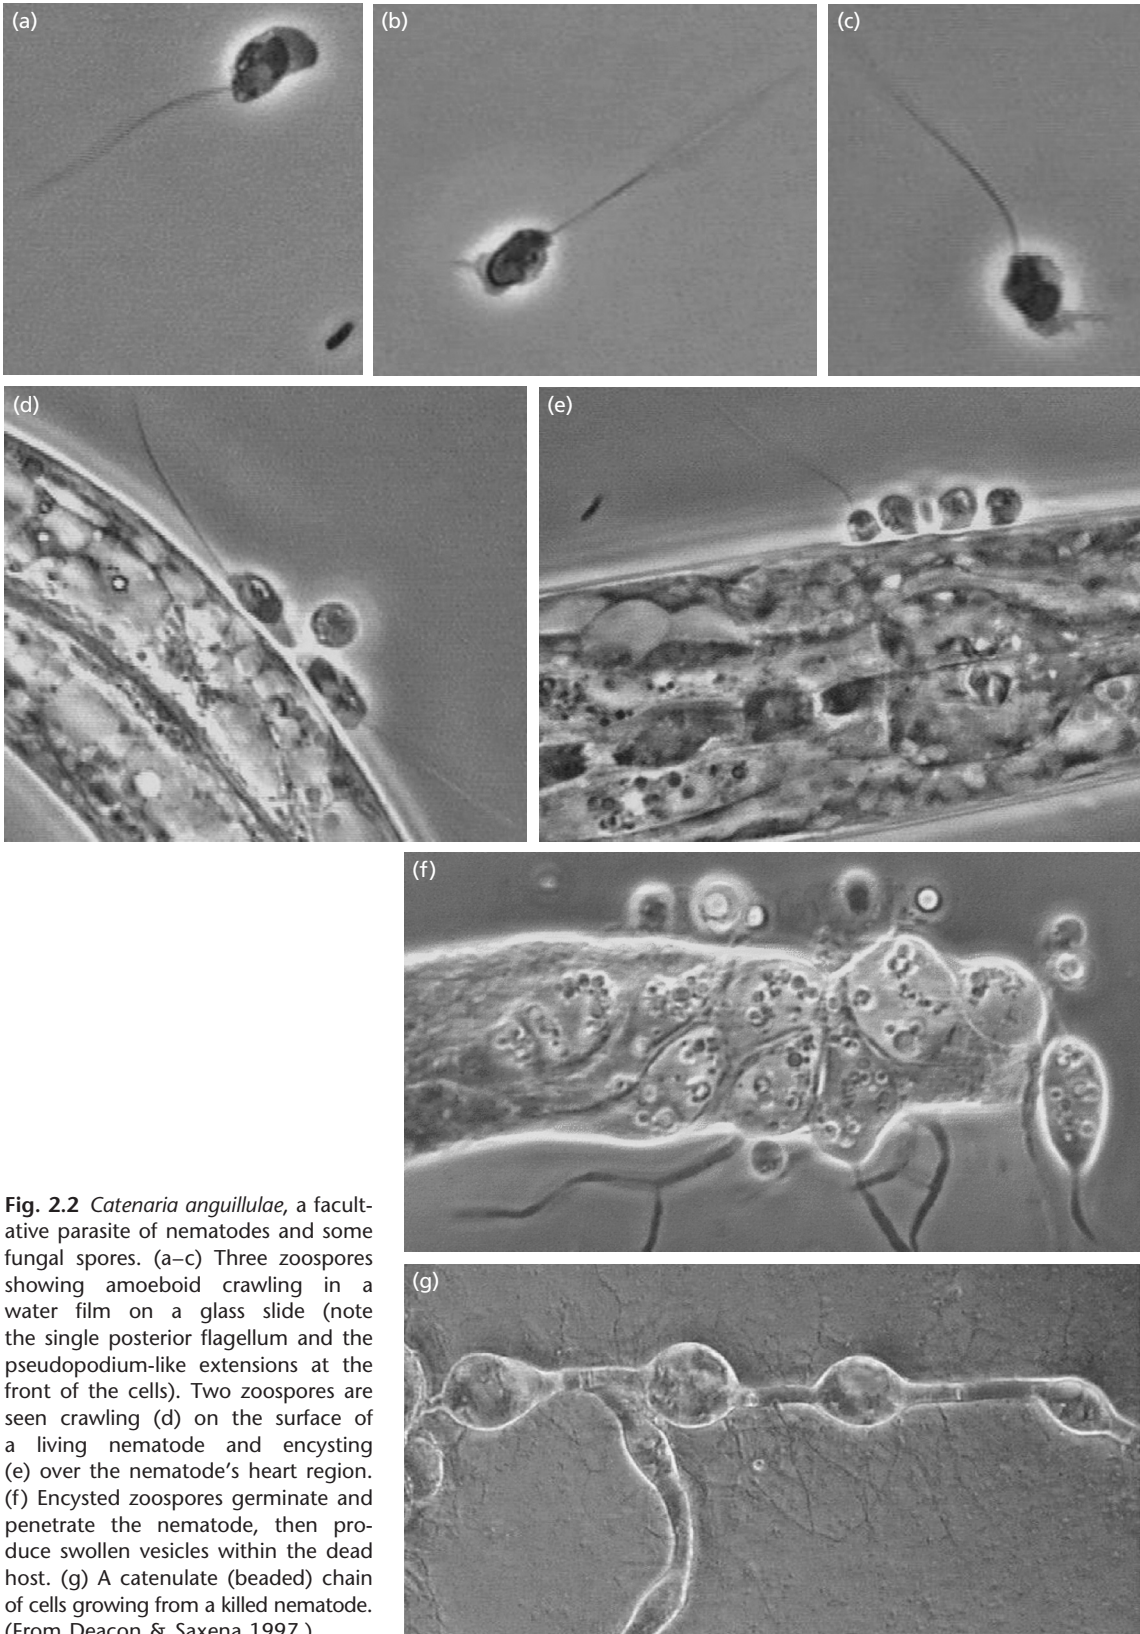 (a)
(b)
(c)
(d)
(e)
(f)
(g)
Fig. 2.2 Catenaria anguillulae, a facult-
ative parasite of nematodes and some
fungal spores. (a–c) Three zoospores
showing amoeboid crawling in a
water film on a glass slide (note
the single posterior flagellum and the
pseudopodium-like extensions at the
front of the cells). Two zoospores are
seen crawling (d) on the surface of
a living nematode and encysting
(e) over the nematode's heart region.
(f) Encysted zoospores germinate and
penetrate the nematode, then pro-
duce swollen vesicles within the dead
host. (g) A catenulate (beaded) chain
of cells growing from a killed nematode.
(From Deacon & Saxena 1997.)